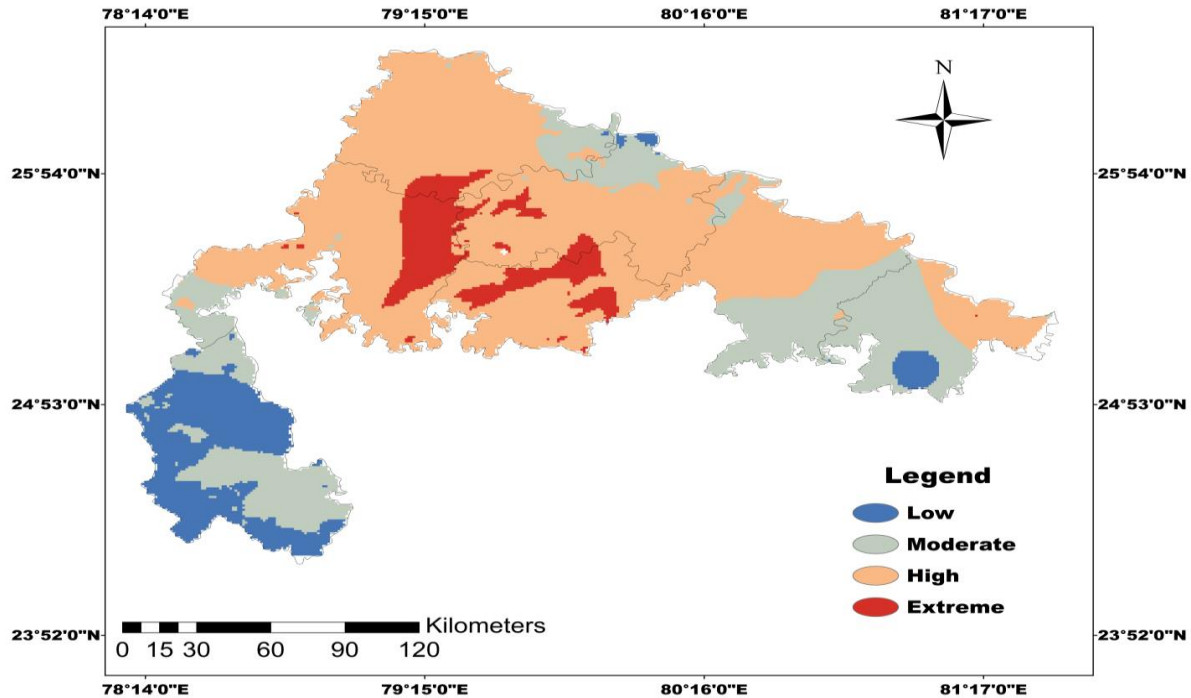 78°14'0"E 79°15'0"E 80°16'0"E 81°17'0"E
N
25°54'0"N 25°54'0"N
24°53'0"N 24°53'0"N
Legend
Low
Moderate
High
Extreme
23°52'0"N 23°52'0"N
Kilometers
0 15 30 60 90 120
78°14'0"E 79°15'0"E 80°16'0"E 81°17'0"E